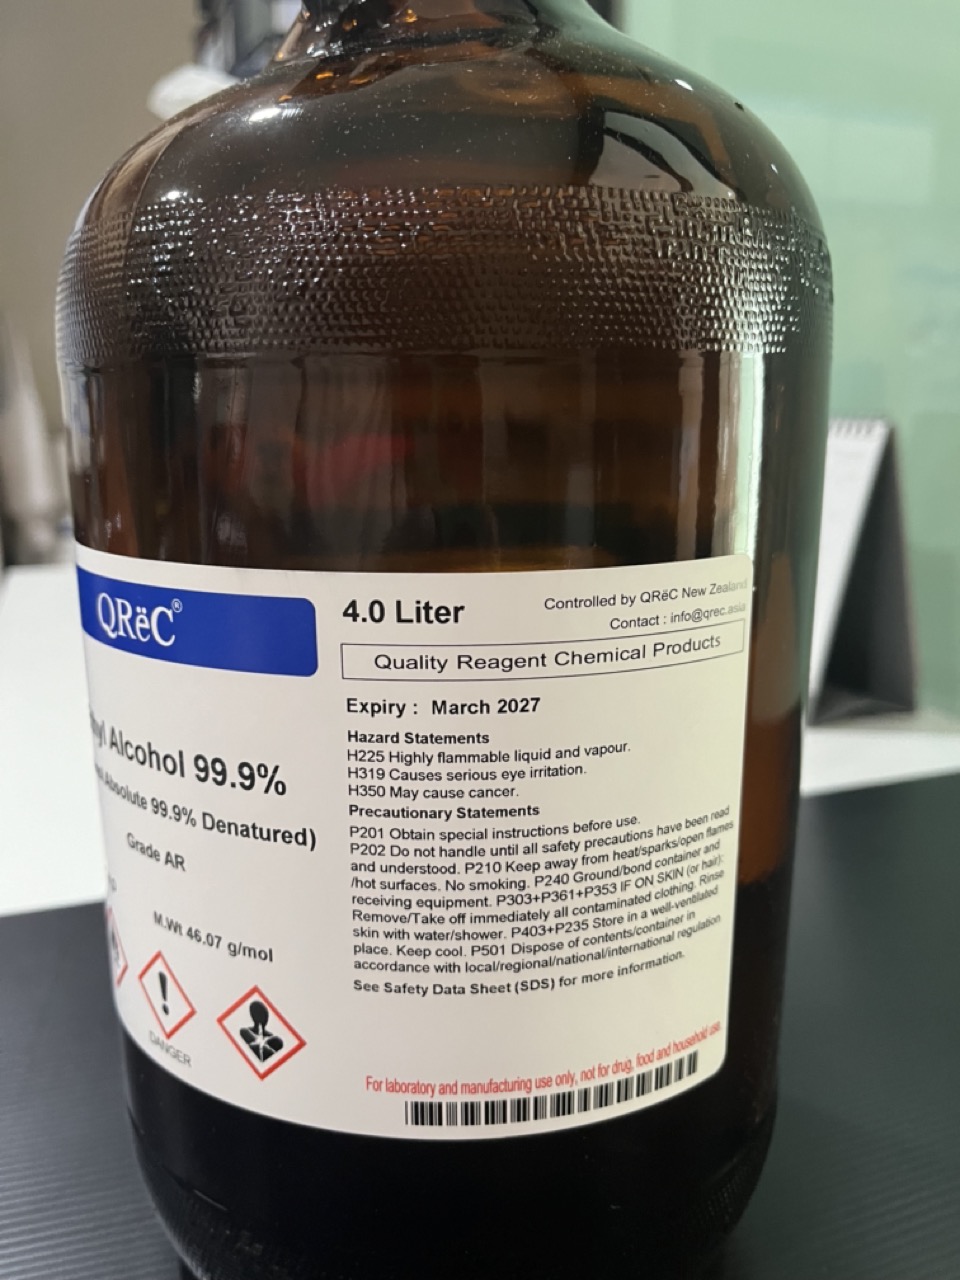 QRëC®
Alcohol 99.9%
Absolute 99.9% Denatured)
Grade AR
M.Wt 46.07 g/mol
DANGER
4.0 Liter
Controlled by QRëC New Zealand
Contact : info@qrec.asia
Quality Reagent Chemical Products
Expiry : March 2027
Hazard Statements
H225 Highly flammable liquid and vapour.
H319 Causes serious eye irritation.
H350 May cause cancer.
Precautionary Statements
P201 Obtain special instructions before use.
P202 Do not handle until all safety precautions have been read
and understood. P210 Keep away from heat/sparks/open flames
/hot surfaces. No smoking. P240 Ground/bond container and
receiving equipment. P303+P361+P353 IF ON SKIN (or hair):
Remove/Take off immediately all contaminated clothing. Rinse
skin with water/shower. P403+P235 Store in a well-ventilated
place. Keep cool. P501 Dispose of contents/container in
accordance with local/regional/national/international regulation
See Safety Data Sheet (SDS) for more information.
For laboratory and manufacturing use only, not for drug, food and household use.